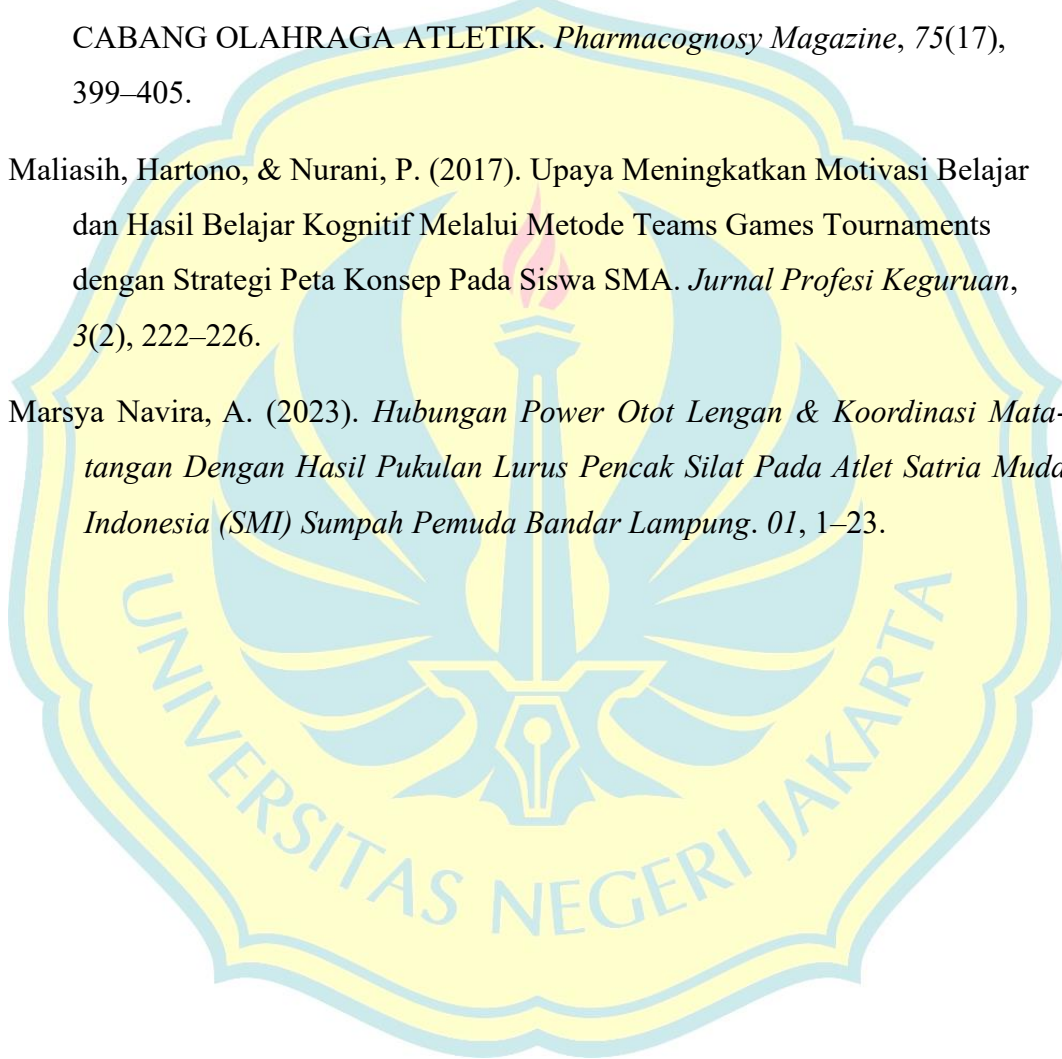 CABANG OLAHRAGA ATLETIK. Pharmacognosy Magazine, 75(17),
399–405.
Maliasih, Hartono, & Nurani, P. (2017). Upaya Meningkatkan Motivasi Belajar
dan Hasil Belajar Kognitif Melalui Metode Teams Games Tournaments
dengan Strategi Peta Konsep Pada Siswa SMA. Jurnal Profesi Keguruan,
3(2), 222–226.
Marsya Navira, A. (2023). Hubungan Power Otot Lengan & Koordinasi Mata-
tangan Dengan Hasil Pukulan Lurus Pencak Silat Pada Atlet Satria Muda
Indonesia (SMI) Sumpah Pemuda Bandar Lampung. 01, 1–23.
UNIVERSITAS NEGERI JAKARTA